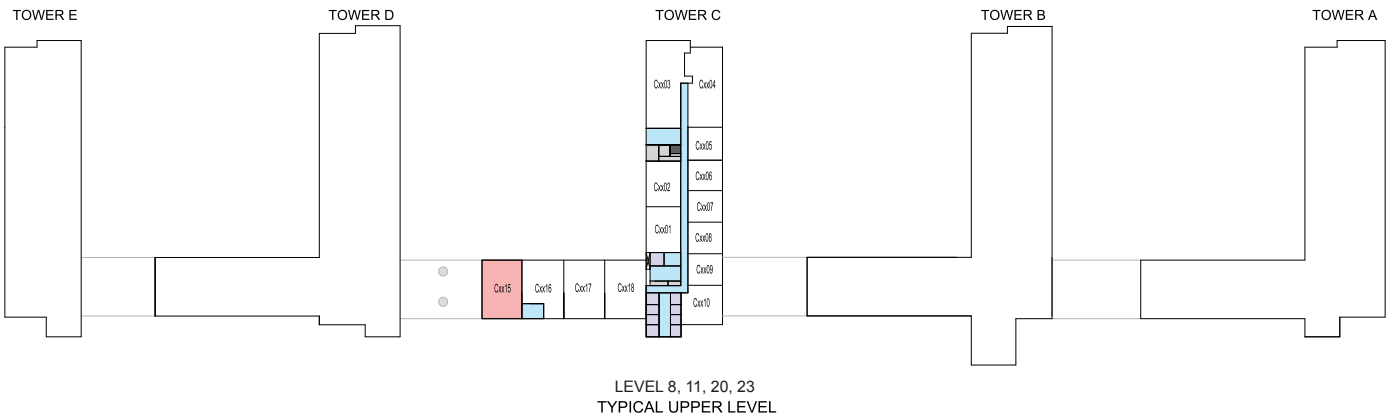 TOWER E
TOWER D
TOWER C
TOWER B
TOWER A
Cxx03
Cxx04
Cxx05
Cxx06
Cxx02
Cxx07
Cxx01
Cxx08
Cxx09
Cxx15
Cxx16
Cxx17
Cxx18
Cxx10
LEVEL 8, 11, 20, 23
TYPICAL UPPER LEVEL